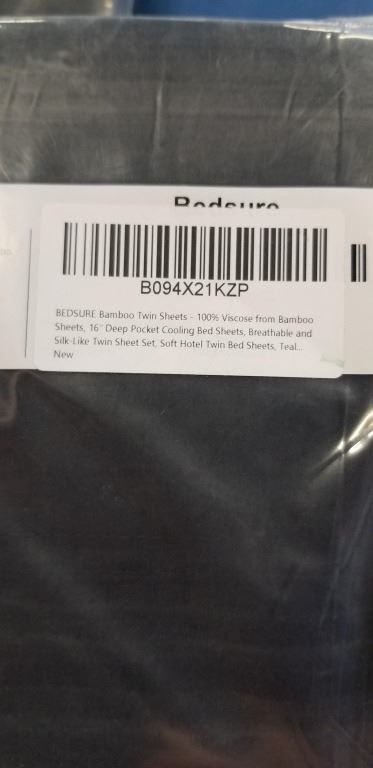 Bedsure
B094X21KZP
BEDSURE Bamboo Twin Sheets - 100% Viscose from Bamboo
Sheets, 16" Deep Pocket Cooling Bed Sheets, Breathable and
Silk-Like Twin Sheet Set, Soft Hotel Twin Bed Sheets, Teal...
New